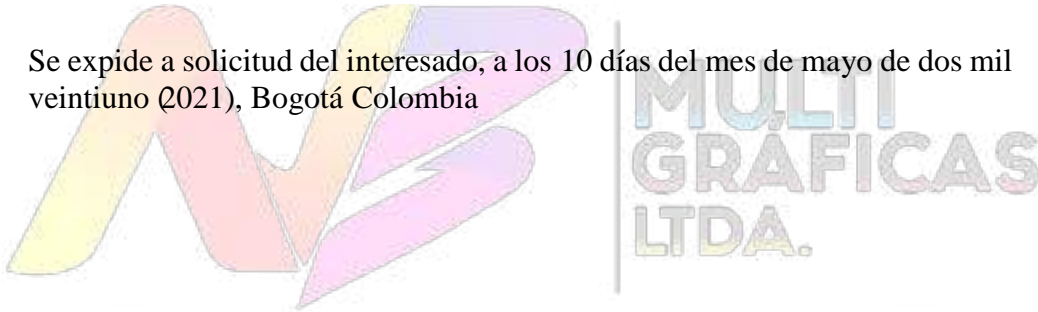 Se expide a solicitud del interesado, a los 10 días del mes de mayo de dos mil
veintiuno (2021), Bogotá Colombia
MULTI
GRÁFICAS
LTDA.